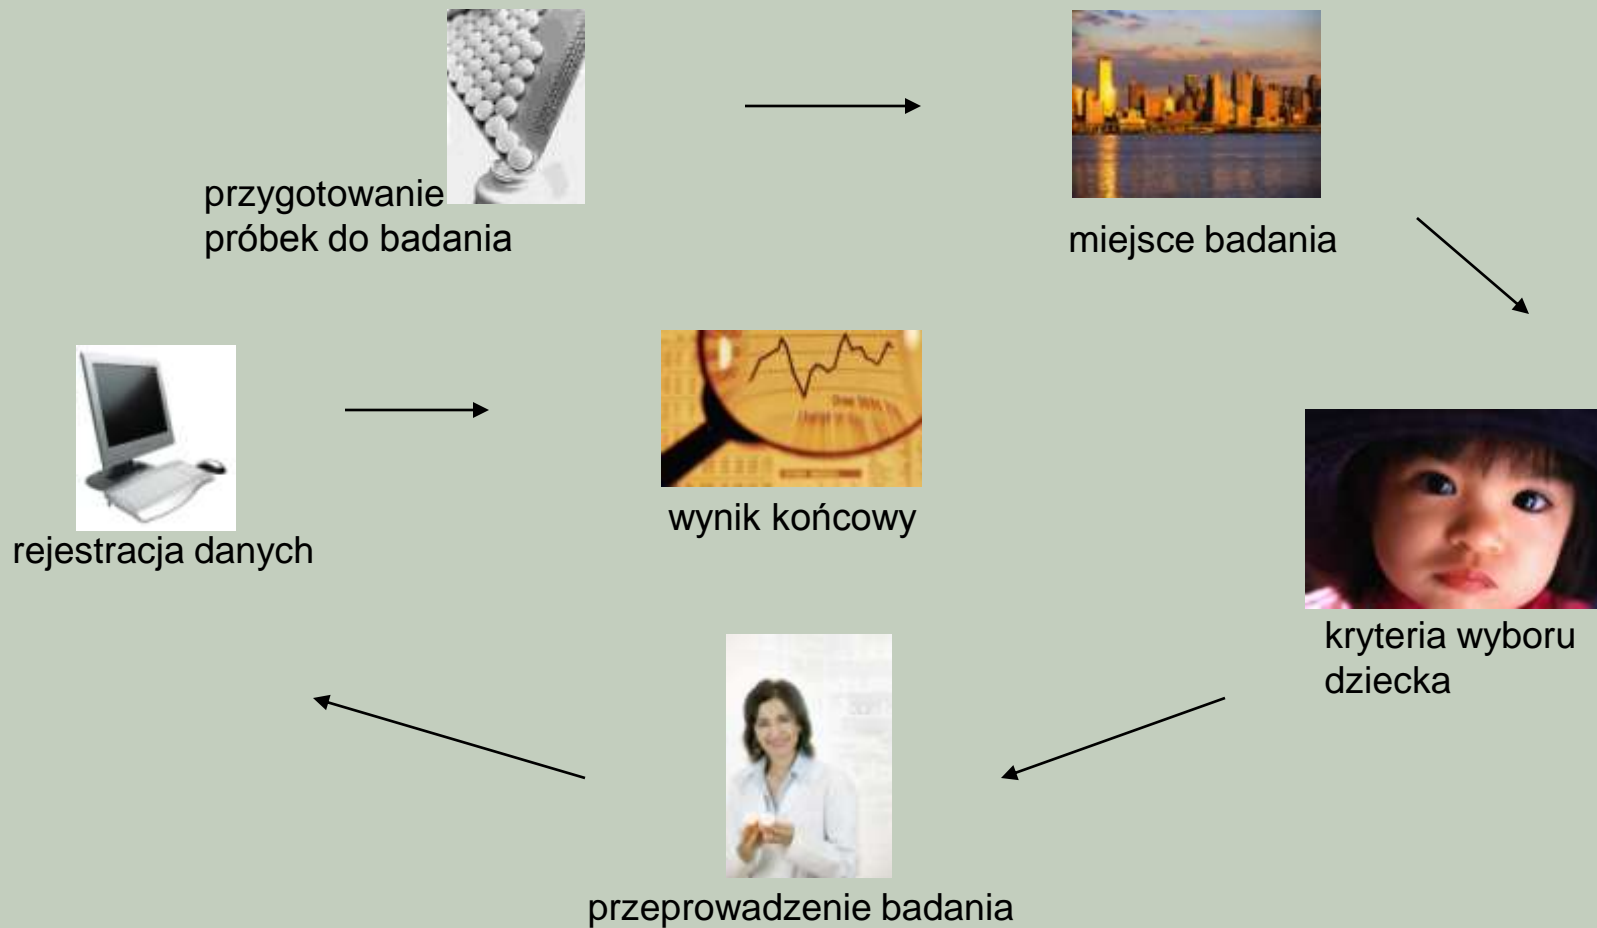 przygotowanie
próbek do badania
miejsce badania
rejestracja danych
wynik końcowy
kryteria wyboru
dziecka
przeprowadzenie badania